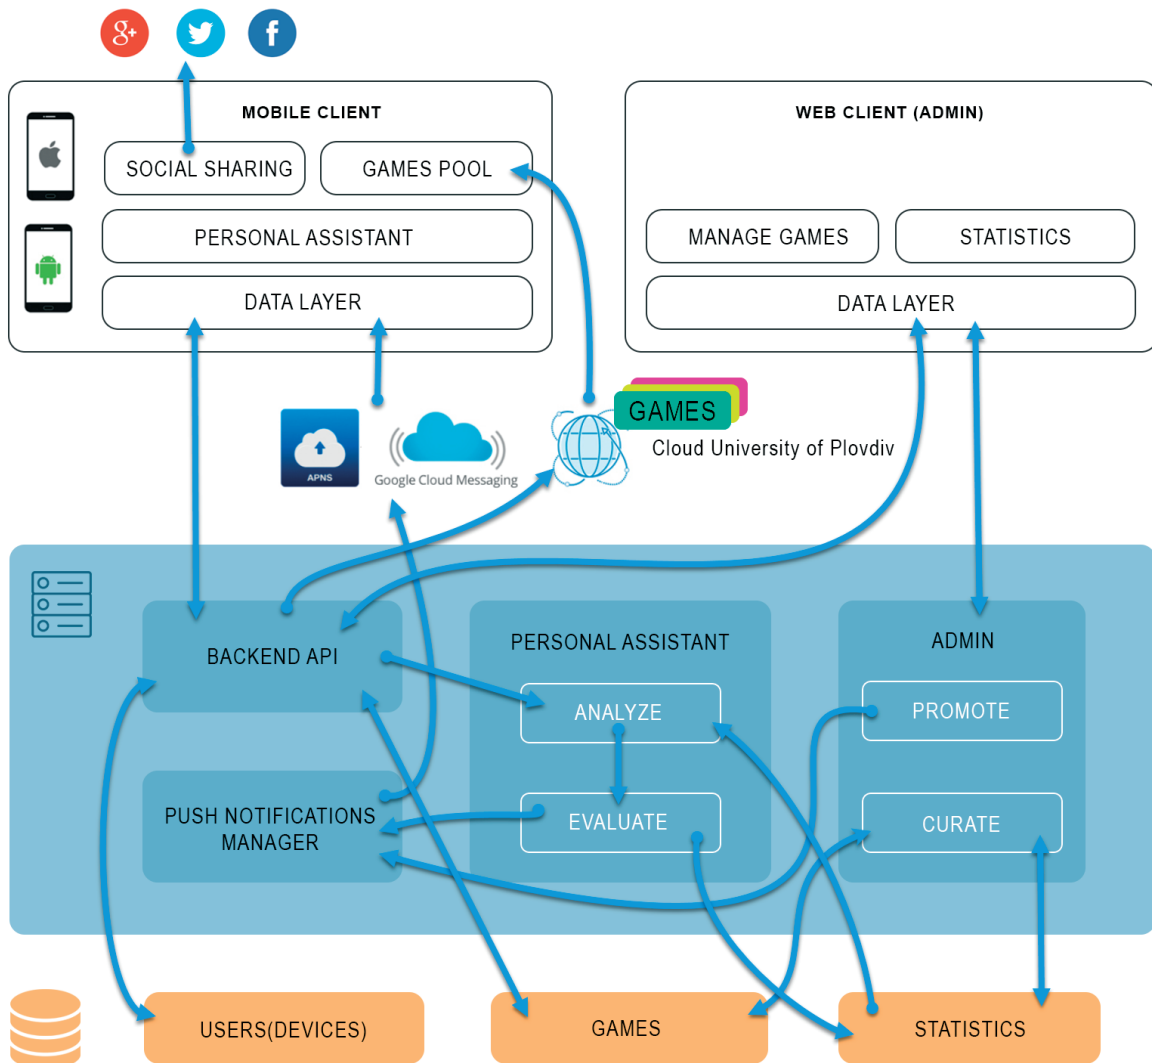 g+
f
MOBILE CLIENT
WEB CLIENT (ADMIN)
SOCIAL SHARING
GAMES POOL
PERSONAL ASSISTANT
MANAGE GAMES
STATISTICS
DATA LAYER
DATA LAYER
GAMES
Cloud University of Plovdiv
APNS
Google Cloud Messaging
BACKEND API
PERSONAL ASSISTANT
ADMIN
ANALYZE
PROMOTE
PUSH NOTIFICATIONS
MANAGER
EVALUATE
CURATE
USERS(DEVICES)
GAMES
STATISTICS